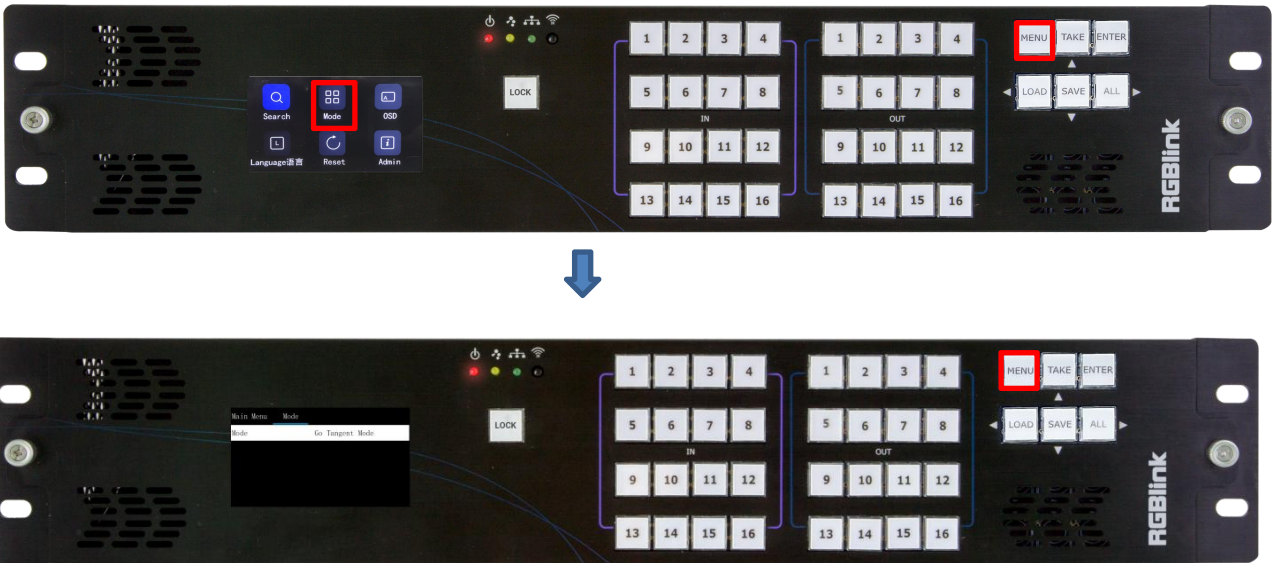 1 2 3 4
1 2 3 4
MENU TAKE ENTER
Search Mode OSD
LOCK
5 6 7 8
5 6 7 8
LOAD SAVE ALL
IN
OUT
Language语言 Reset Admin
9 10 11 12
9 10 11 12
RGBlink
13 14 15 16
13 14 15 16
1 2 3 4
1 2 3 4
MENU TAKE ENTER
Main Menu Mode
Mode Go Tangent Mode
LOCK
5 6 7 8
5 6 7 8
LOAD SAVE ALL
IN
OUT
9 10 11 12
9 10 11 12
RGBlink
13 14 15 16
13 14 15 16